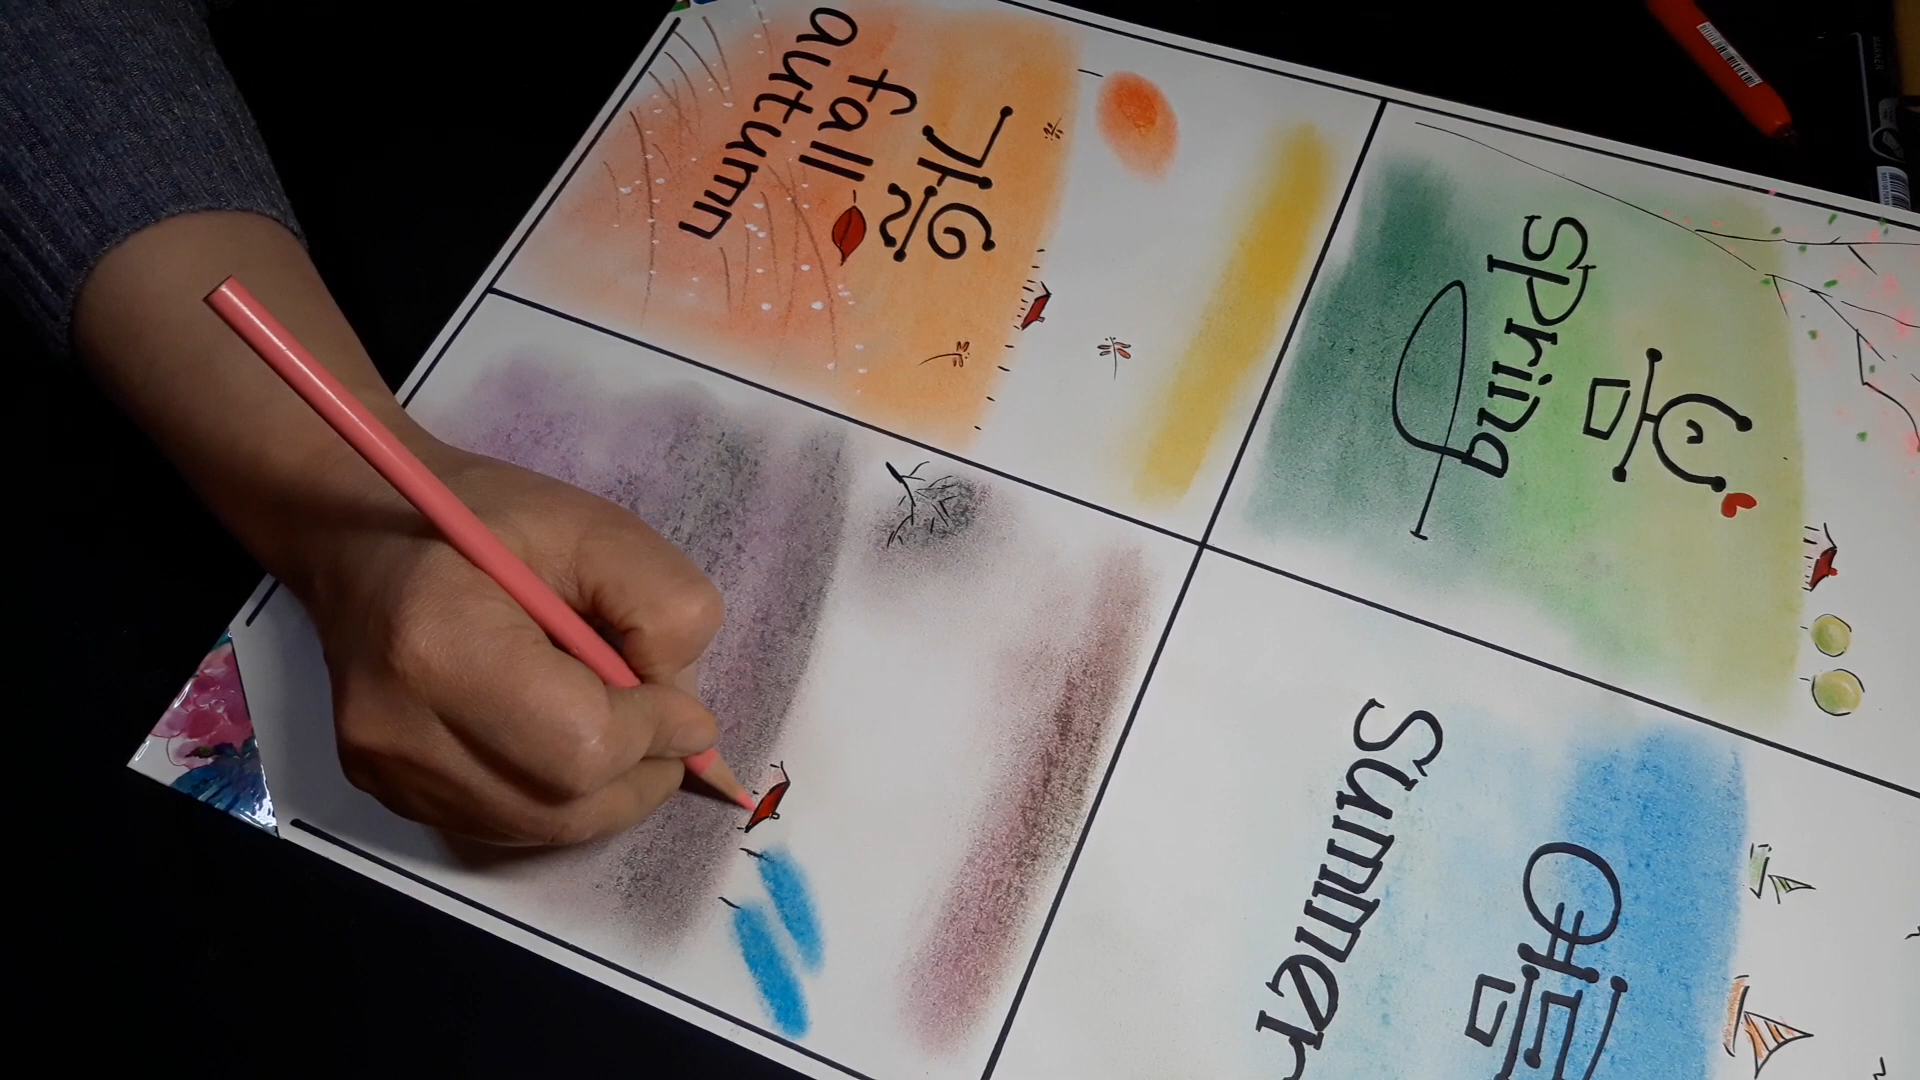 봄
Spring
여름
Summer
가을
fall
autumn